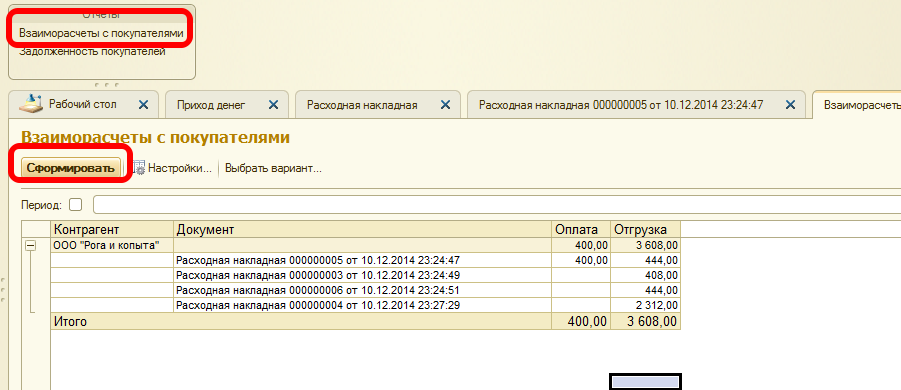 Отчеты
Взаиморасчеты с покупателями
Задолженность покупателей
Рабочий стол Приход денег Расходная накладная Расходная накладная 000000005 от 10.12.2014 23:24:47 Взаиморасчеты
Взаиморасчеты с покупателями
Сформировать Настройки... Выбрать вариант...
Период:
Контрагент Документ Оплата Отгрузка
ООО "Рога и копыта" 400,00 3 608,00
Расходная накладная 000000005 от 10.12.2014 23:24:47 400,00 444,00
Расходная накладная 000000003 от 10.12.2014 23:24:49 408,00
Расходная накладная 000000006 от 10.12.2014 23:24:51 444,00
Расходная накладная 000000004 от 10.12.2014 23:27:29 2 312,00
Итого 400,00 3 608,00